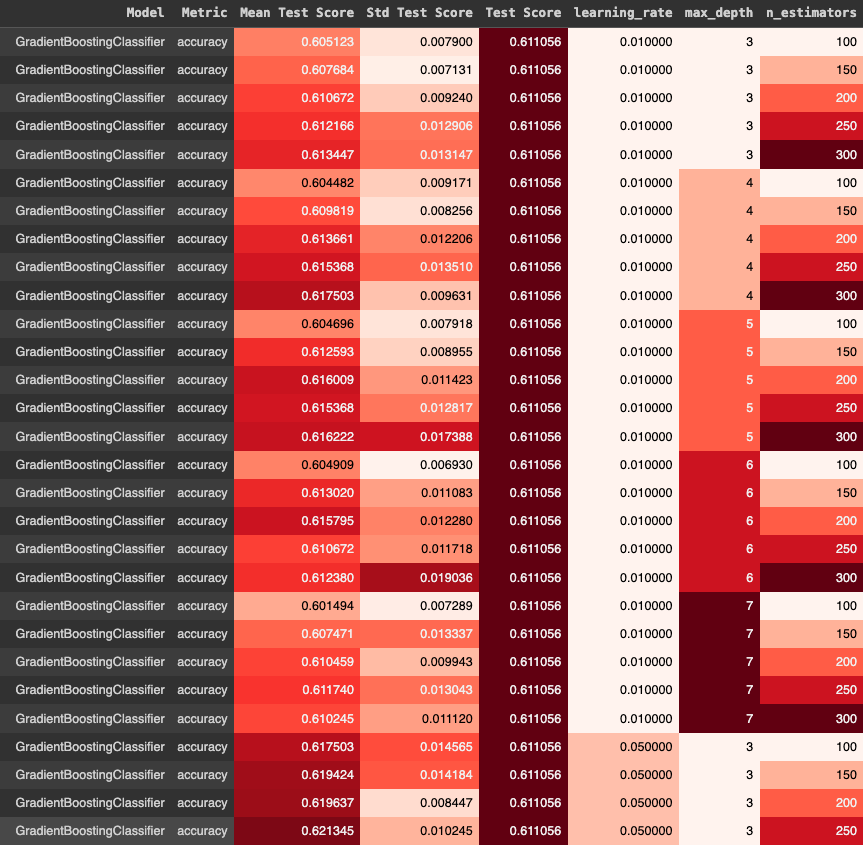 Model Metric Mean Test Score Std Test Score Test Score learning_rate max_depth n_estimators
GradientBoostingClassifier accuracy 0.605123 0.007900 0.611056 0.010000 3 100
GradientBoostingClassifier accuracy 0.607684 0.007131 0.611056 0.010000 3 150
GradientBoostingClassifier accuracy 0.610672 0.009240 0.611056 0.010000 3 200
GradientBoostingClassifier accuracy 0.612166 0.012906 0.611056 0.010000 3 250
GradientBoostingClassifier accuracy 0.613447 0.013147 0.611056 0.010000 3 300
GradientBoostingClassifier accuracy 0.604482 0.009171 0.611056 0.010000 4 100
GradientBoostingClassifier accuracy 0.609819 0.008256 0.611056 0.010000 4 150
GradientBoostingClassifier accuracy 0.613661 0.012206 0.611056 0.010000 4 200
GradientBoostingClassifier accuracy 0.615368 0.013510 0.611056 0.010000 4 250
GradientBoostingClassifier accuracy 0.617503 0.009631 0.611056 0.010000 4 300
GradientBoostingClassifier accuracy 0.604696 0.007918 0.611056 0.010000 5 100
GradientBoostingClassifier accuracy 0.612593 0.008955 0.611056 0.010000 5 150
GradientBoostingClassifier accuracy 0.616009 0.011423 0.611056 0.010000 5 200
GradientBoostingClassifier accuracy 0.615368 0.012817 0.611056 0.010000 5 250
GradientBoostingClassifier accuracy 0.616222 0.017388 0.611056 0.010000 5 300
GradientBoostingClassifier accuracy 0.604909 0.006930 0.611056 0.010000 6 100
GradientBoostingClassifier accuracy 0.613020 0.011083 0.611056 0.010000 6 150
GradientBoostingClassifier accuracy 0.615795 0.012280 0.611056 0.010000 6 200
GradientBoostingClassifier accuracy 0.610672 0.011718 0.611056 0.010000 6 250
GradientBoostingClassifier accuracy 0.612380 0.019036 0.611056 0.010000 6 300
GradientBoostingClassifier accuracy 0.601494 0.007289 0.611056 0.010000 7 100
GradientBoostingClassifier accuracy 0.607471 0.013337 0.611056 0.010000 7 150
GradientBoostingClassifier accuracy 0.610459 0.009943 0.611056 0.010000 7 200
GradientBoostingClassifier accuracy 0.611740 0.013043 0.611056 0.010000 7 250
GradientBoostingClassifier accuracy 0.610245 0.011120 0.611056 0.010000 7 300
GradientBoostingClassifier accuracy 0.617503 0.014565 0.611056 0.050000 3 100
GradientBoostingClassifier accuracy 0.619424 0.014184 0.611056 0.050000 3 150
GradientBoostingClassifier accuracy 0.619637 0.008447 0.611056 0.050000 3 200
GradientBoostingClassifier accuracy 0.621345 0.010245 0.611056 0.050000 3 250